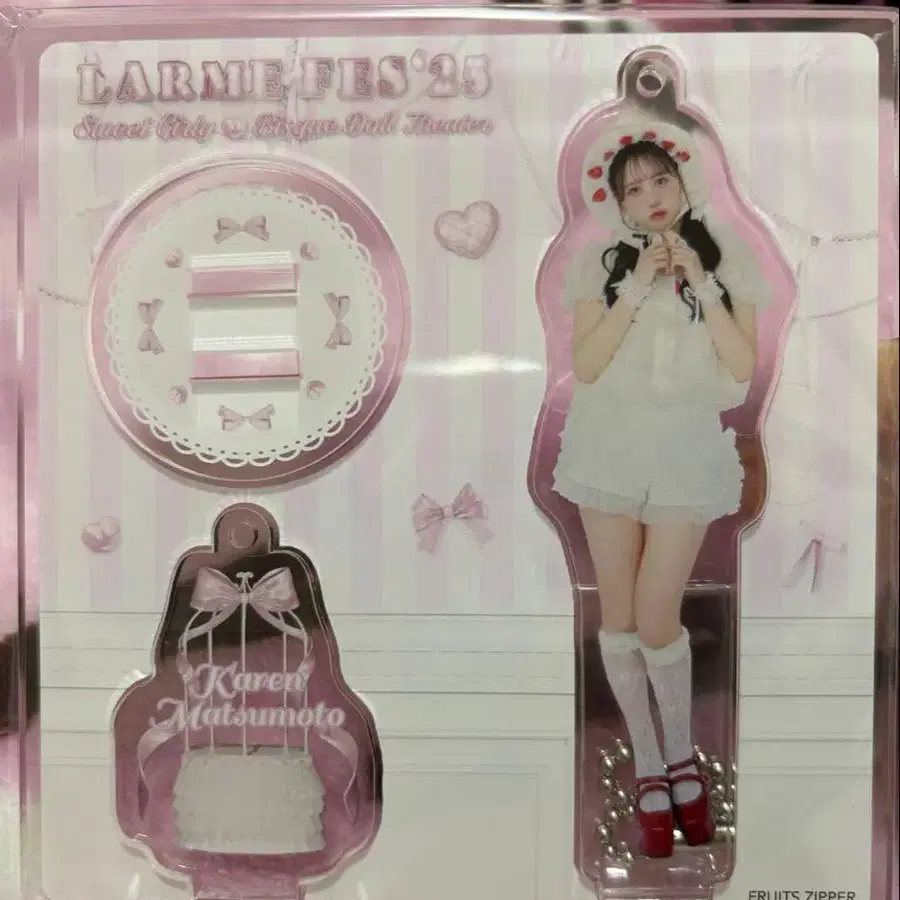 LARME FES'25
Sweet Girly Bisque Doll Theater
Karen
Matsumoto
FRUITS ZIPPER